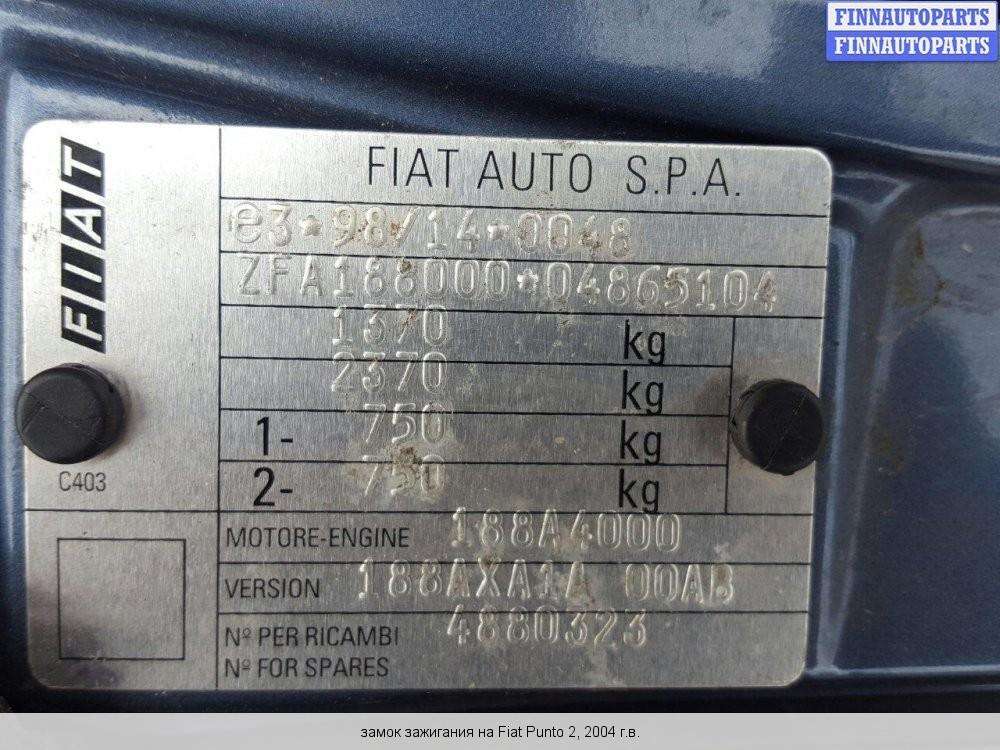 FINNAUTOPARTS
FINNAUTOPARTS
FIAT
FIAT AUTO S.P.A.
e3*98/14*0048
ZFA188000*04865104
1370 kg
2370 kg
1- 750 kg
2- 750 kg
C403
MOTORE-ENGINE 188A4000
VERSION 188AXA1A 00AB
Nº PER RICAMBI 4880323
Nº FOR SPARES
замок зажигания на Fiat Punto 2, 2004 г.в.